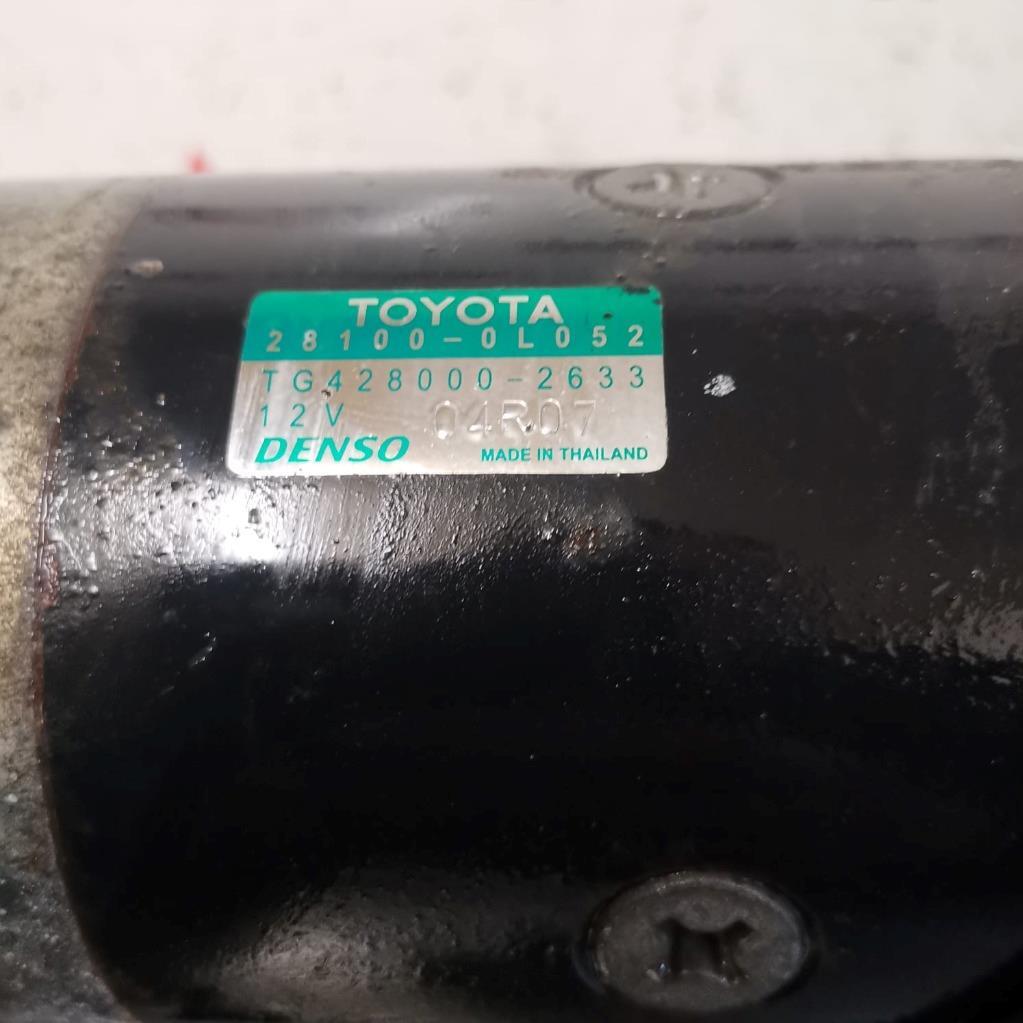 TOYOTA
28100-0L052
TG428000-2633
12V 04R07
DENSO MADE IN THAILAND